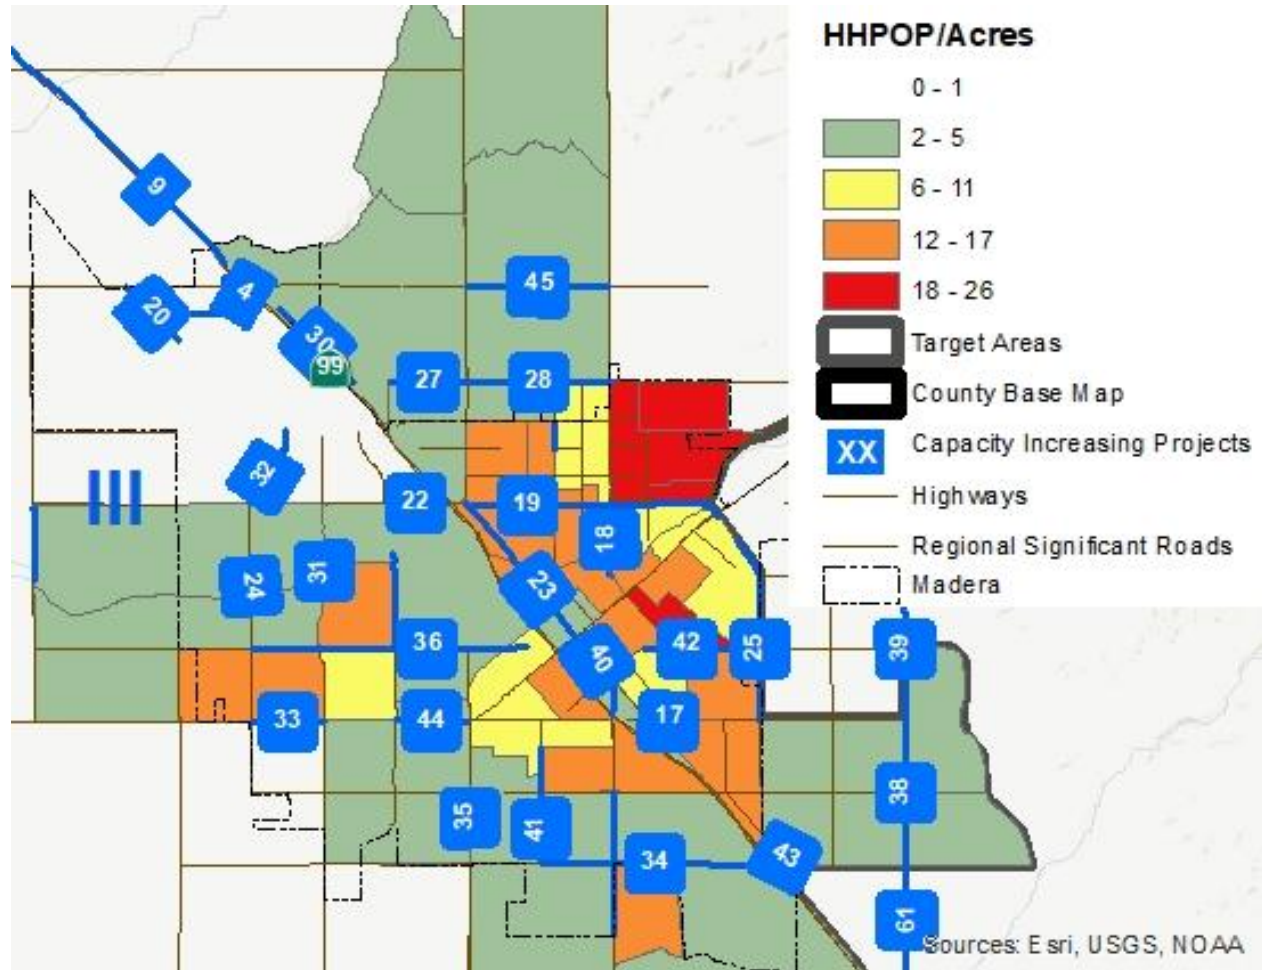 HHPOP/Acres
0 - 1
2 - 5
6 - 11
12 - 17
18 - 26
Target Areas
County Base Map
XX Capacity Increasing Projects
Highways
Regional Significant Roads
Madera
9
4
20
45
30
99
27
28
32
22
19
18
24
31
23
36
40
42
25
39
33
44
17
35
41
38
34
43
61
Sources: Esri, USGS, NOAA